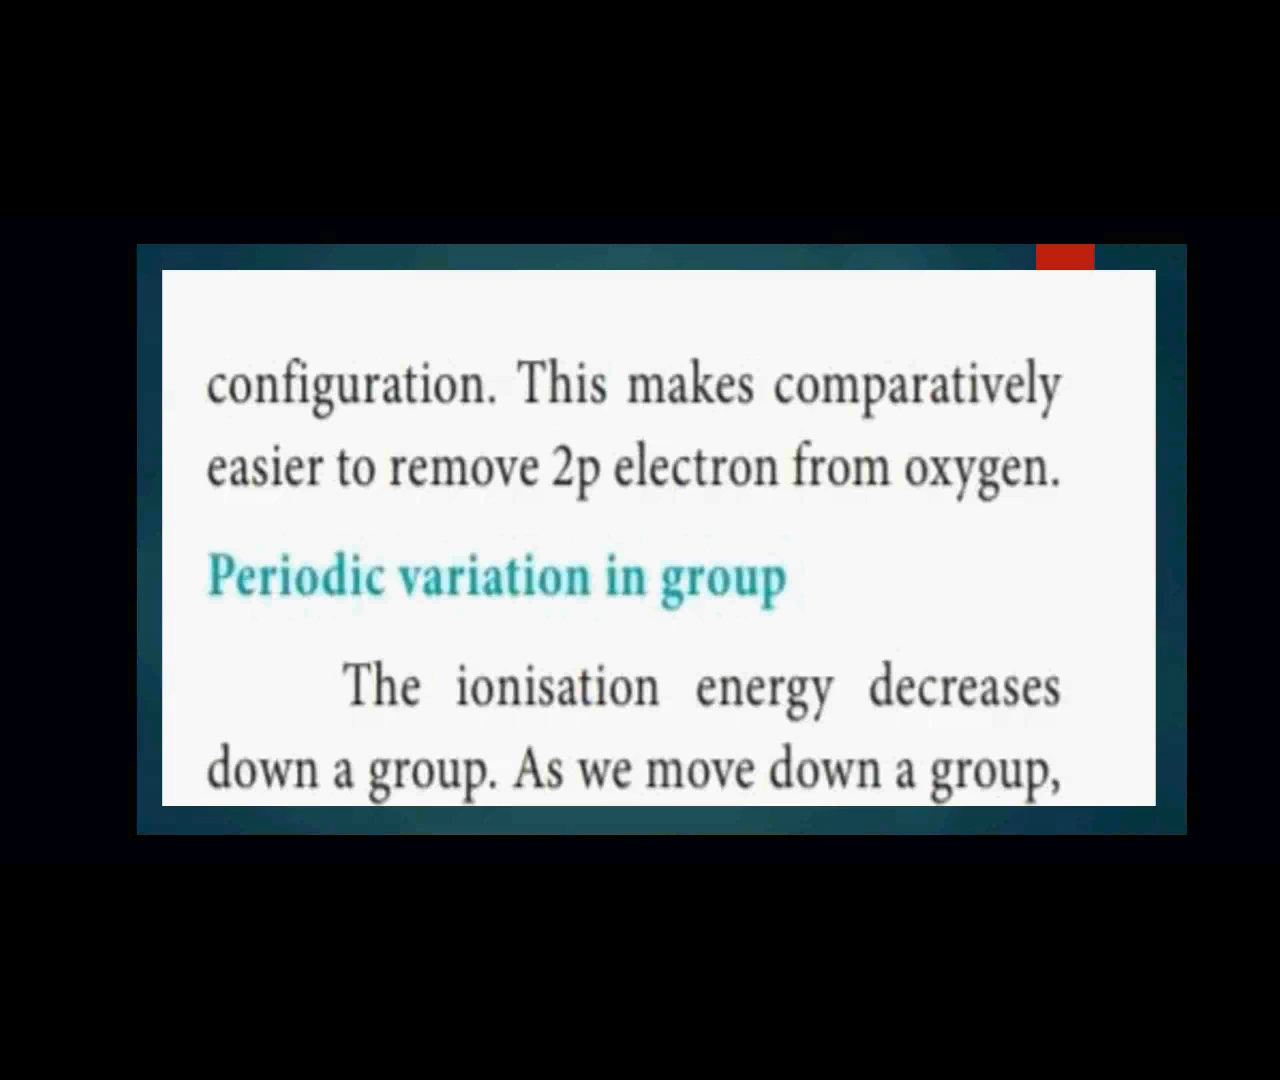 configuration. This makes comparatively
easier to remove 2p electron from oxygen.
Periodic variation in group
The ionisation energy decreases
down a group. As we move down a group,